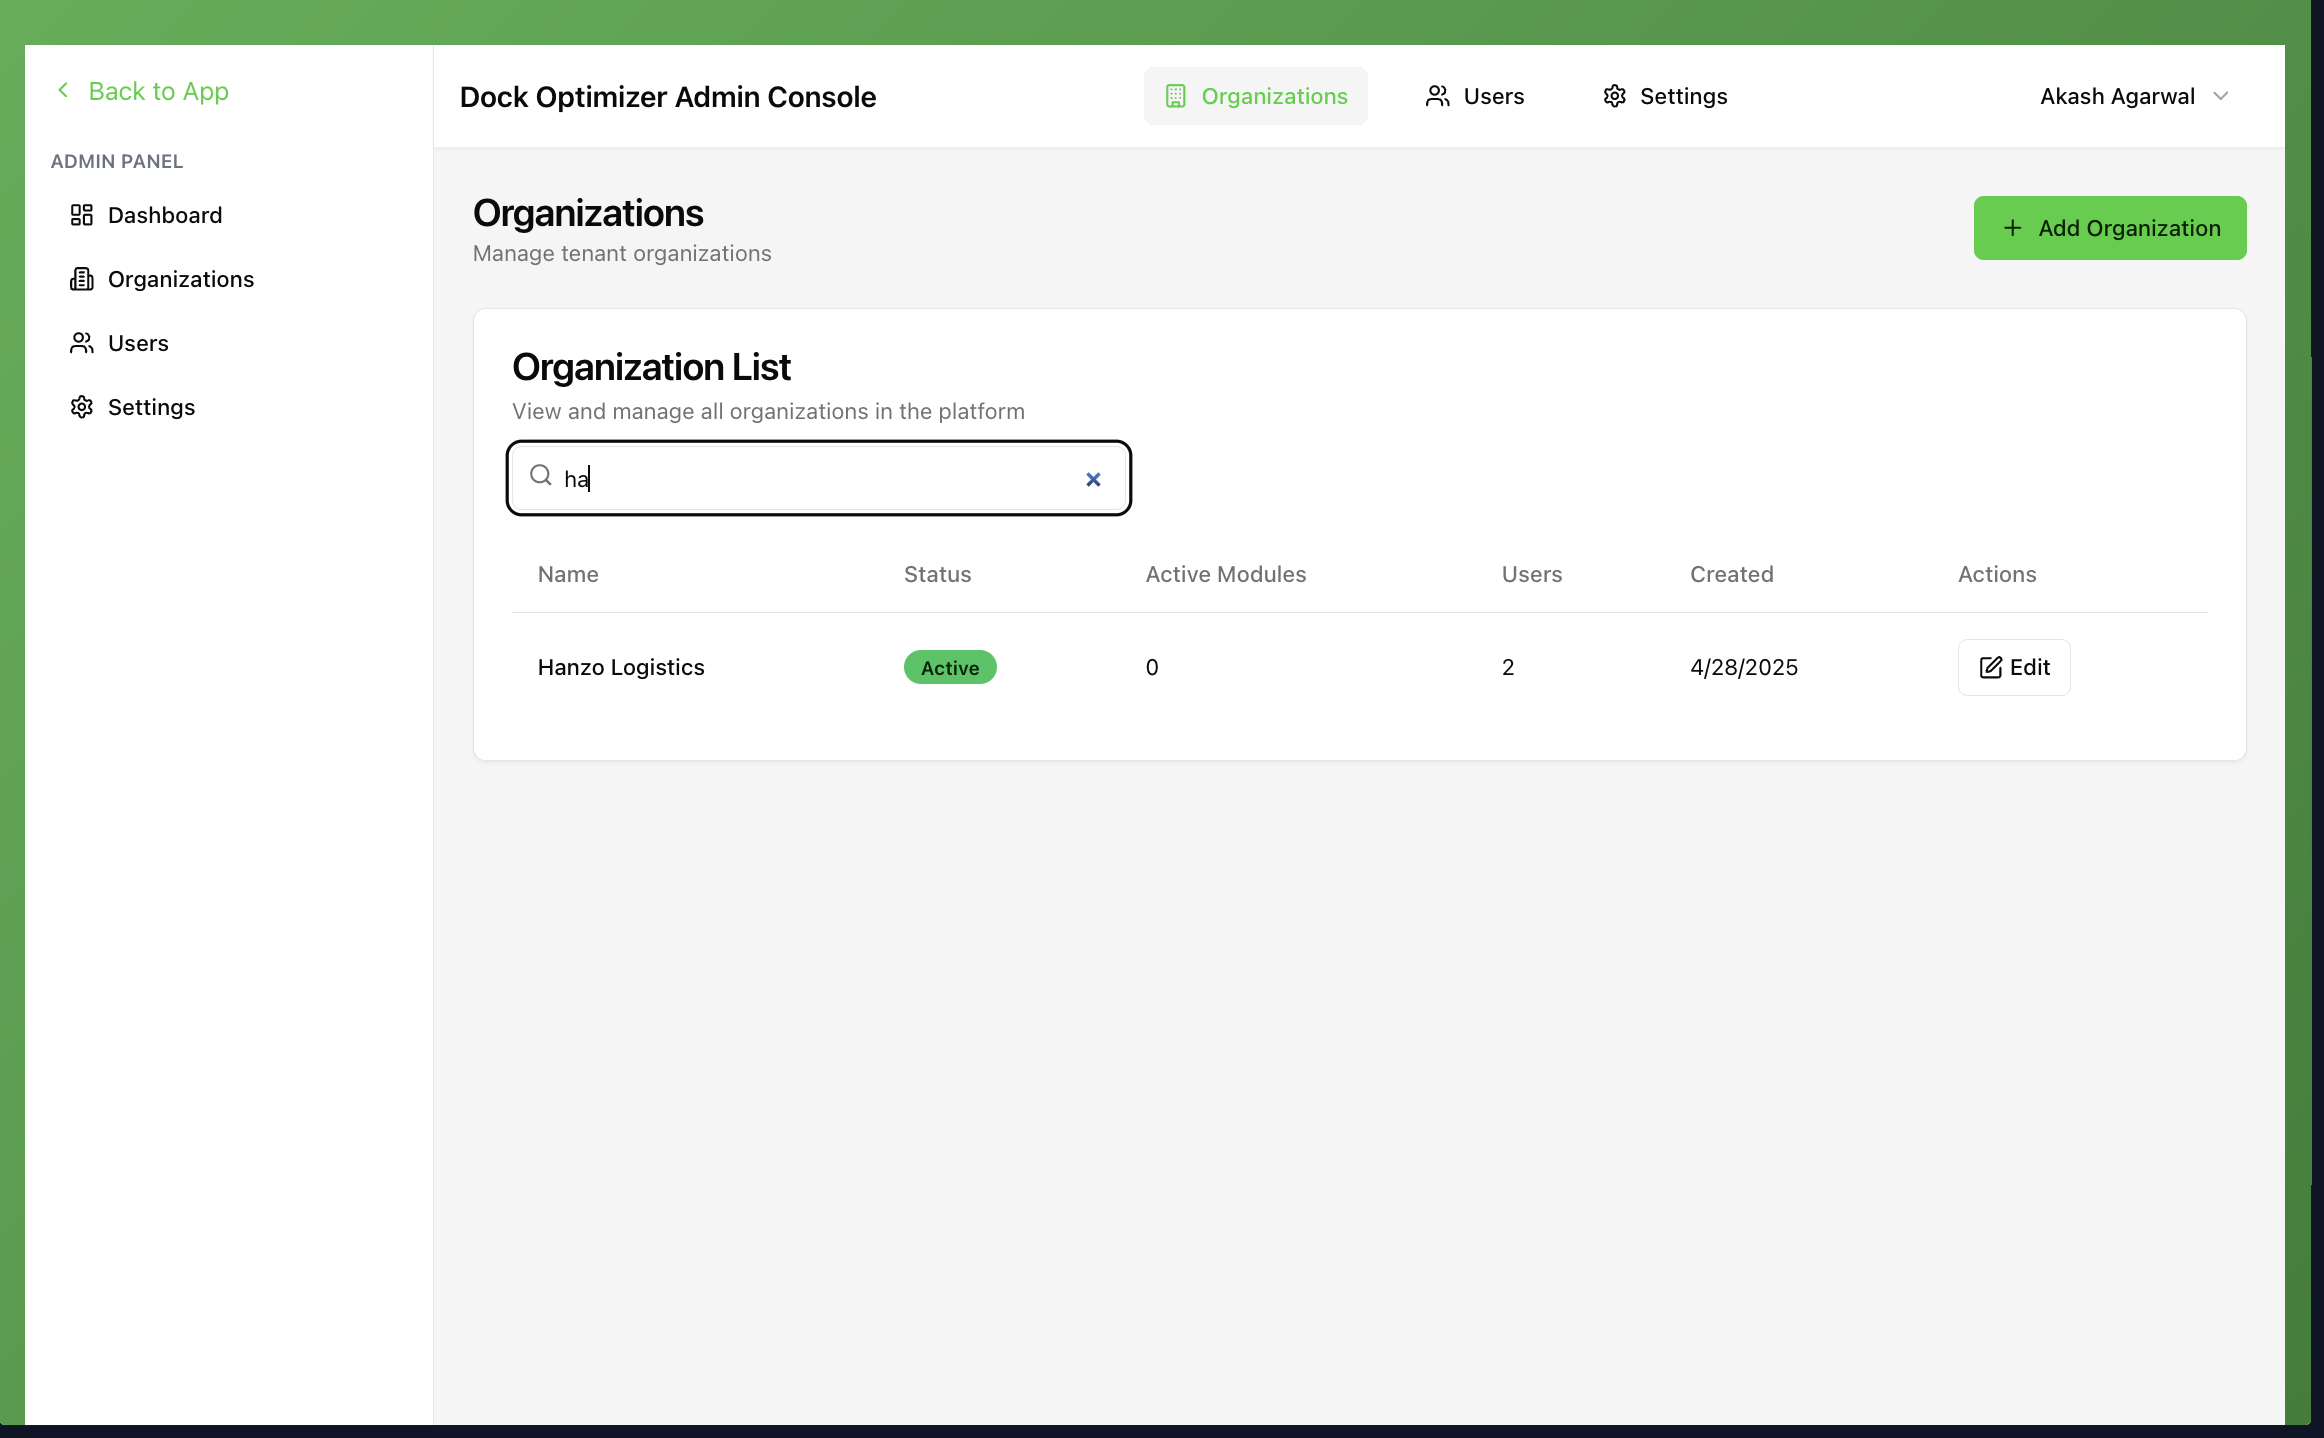 Back to App
ADMIN PANEL
Dashboard
Organizations
Users
Settings
Dock Optimizer Admin Console
Organizations
Users
Settings
Akash Agarwal
Organizations
Manage tenant organizations
+ Add Organization
Organization List
View and manage all organizations in the platform
ha
Name Status Active Modules Users Created Actions
Hanzo Logistics Active 0 2 4/28/2025 Edit